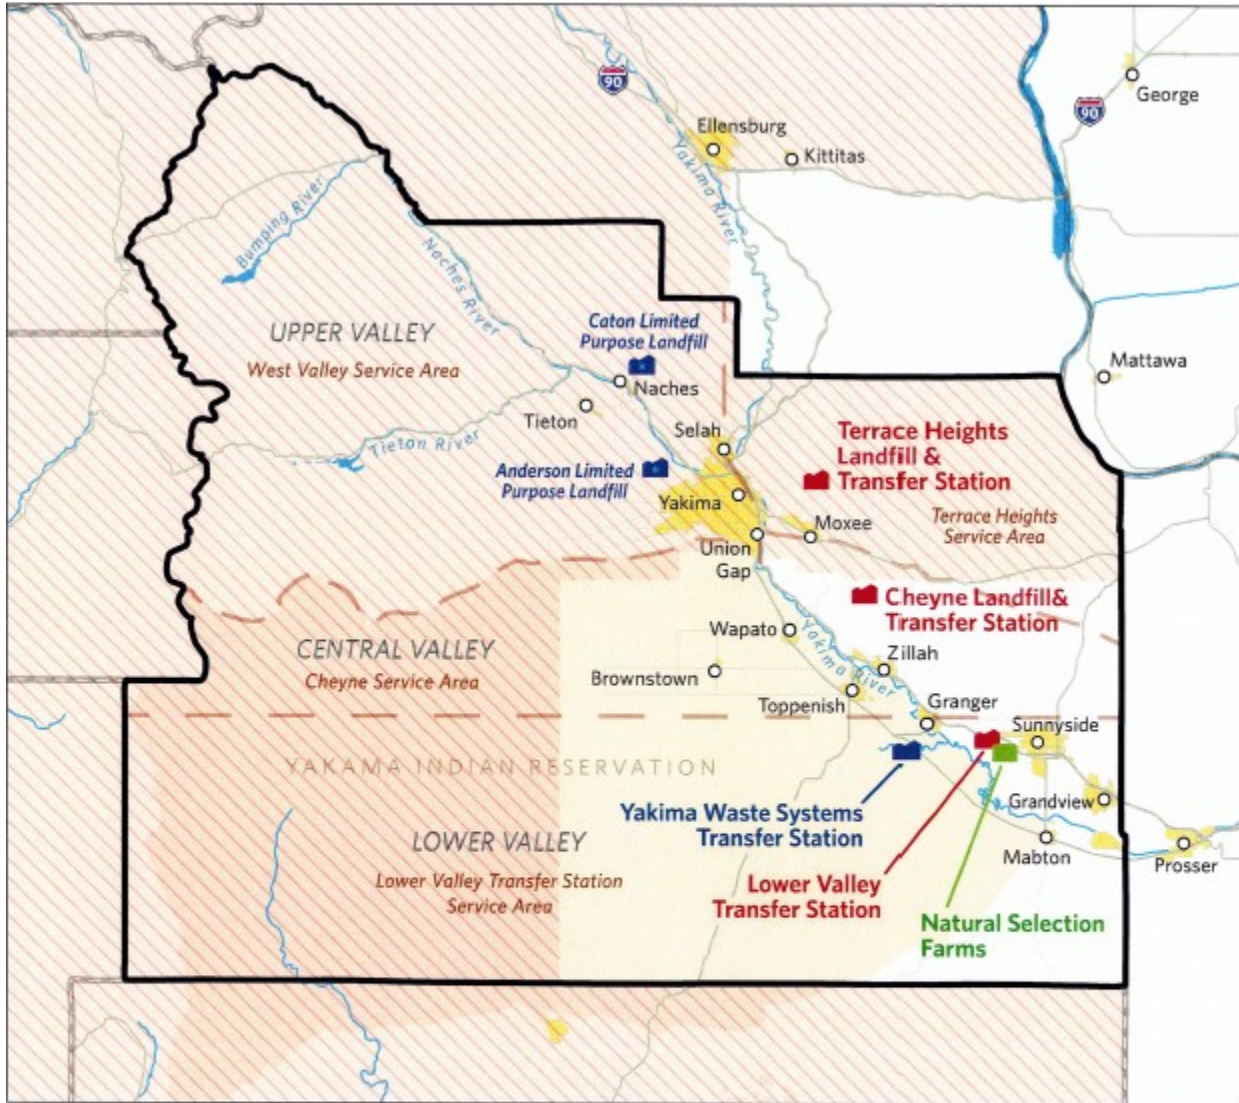 90
Ellensburg
Kittitas
Yakima River
90
George
Bumping River
Naches River
UPPER VALLEY
West Valley Service Area
Caton Limited
Purpose Landfill
Naches
Tieton
Tieton River
Anderson Limited
Purpose Landfill
Selah
Yakima
Union
Gap
Moxee
Mattawa
Terrace Heights
Landfill &
Transfer Station
Terrace Heights
Service Area
Cheyne Landfill&
Transfer Station
CENTRAL VALLEY
Cheyne Service Area
Wapato
Yakima River
Zillah
Brownstown
Toppenish
Granger
Sunnyside
YAKAMA INDIAN RESERVATION
Grandview
Mabton
Prosser
Yakima Waste Systems
Transfer Station
LOWER VALLEY
Lower Valley Transfer Station
Service Area
Lower Valley
Transfer Station
Natural Selection
Farms